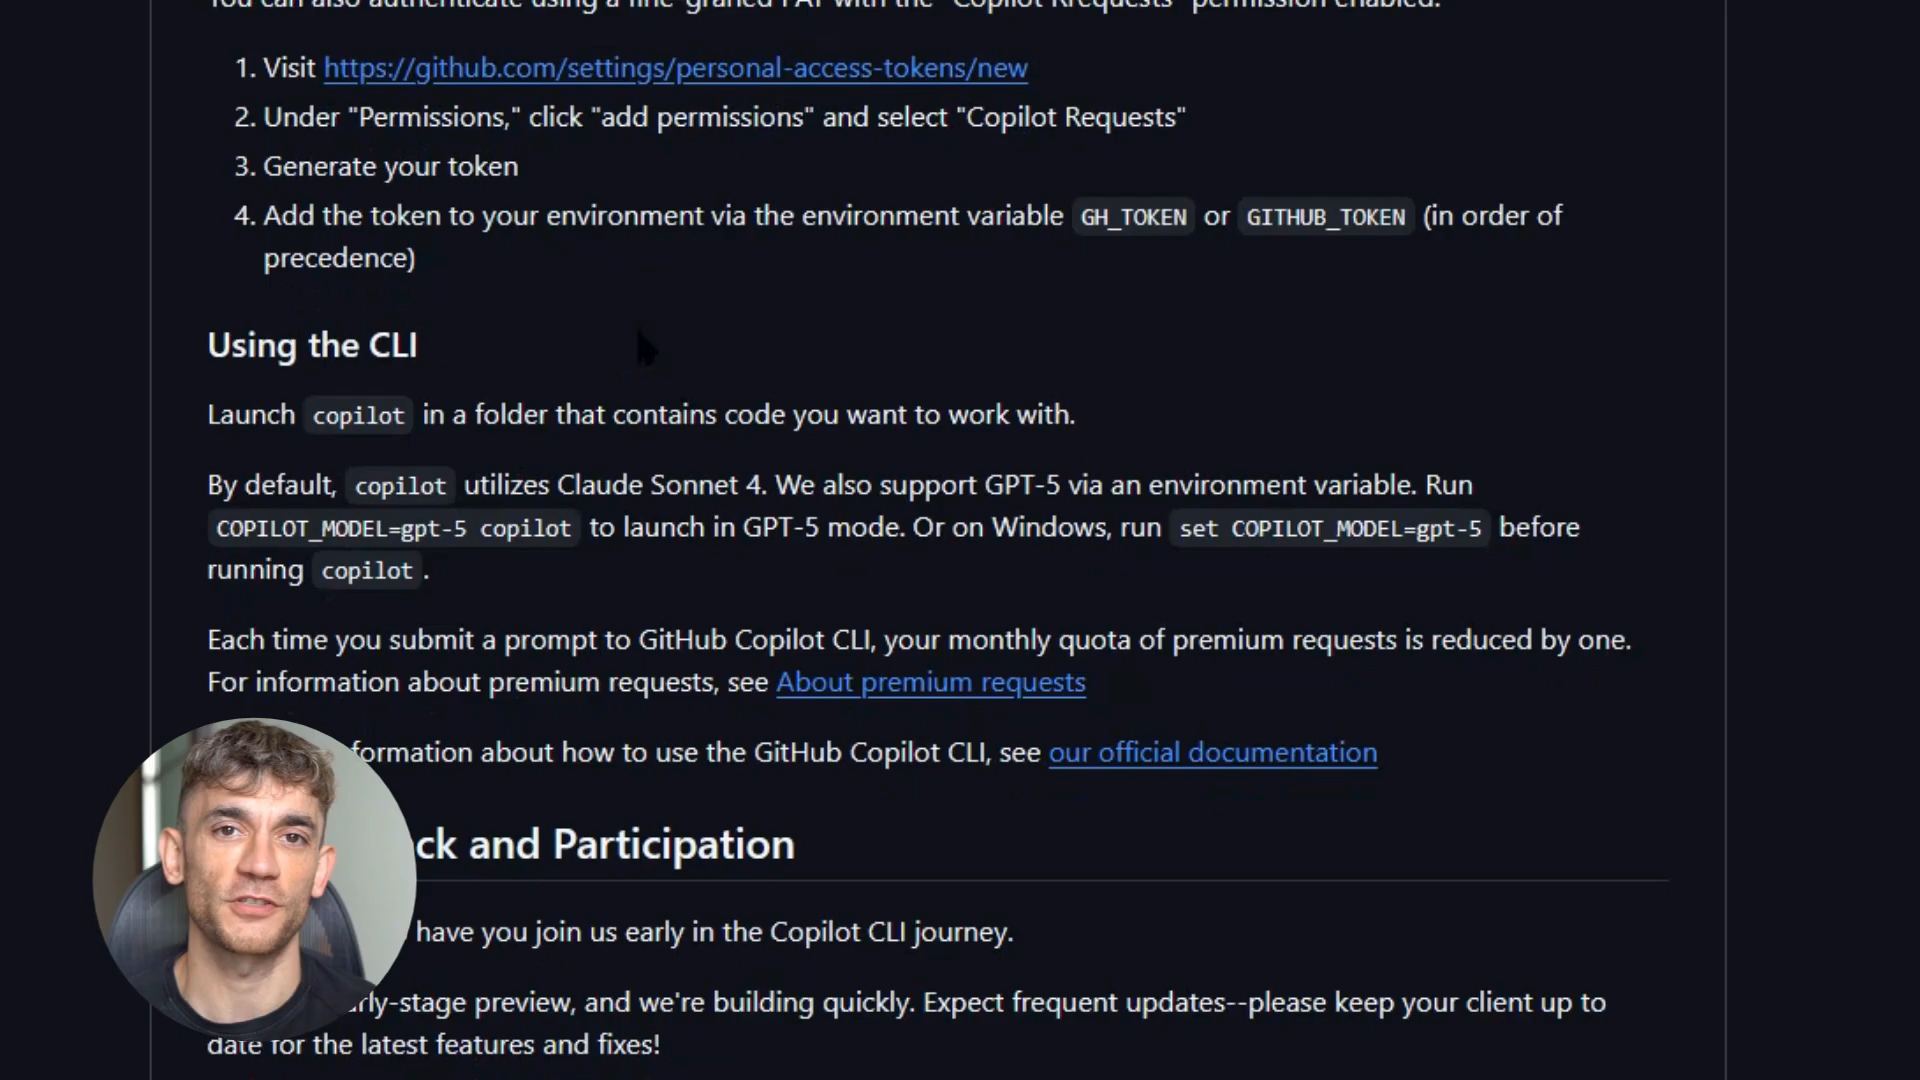 You can also authenticate using a fine-grained PAT with the "Copilot Rrequests" permission enabled.
1. Visit https://github.com/settings/personal-access-tokens/new
2. Under "Permissions," click "add permissions" and select "Copilot Requests"
3. Generate your token
4. Add the token to your environment via the environment variable GH_TOKEN or GITHUB_TOKEN (in order of
precedence)
Using the CLI
Launch copilot in a folder that contains code you want to work with.
By default, copilot utilizes Claude Sonnet 4. We also support GPT-5 via an environment variable. Run
COPILOT_MODEL=gpt-5 copilot to launch in GPT-5 mode. Or on Windows, run set COPILOT_MODEL=gpt-5 before
running copilot.
Each time you submit a prompt to GitHub Copilot CLI, your monthly quota of premium requests is reduced by one.
For information about premium requests, see About premium requests
formation about how to use the GitHub Copilot CLI, see our official documentation
ck and Participation
have you join us early in the Copilot CLI journey.
rly-stage preview, and we're building quickly. Expect frequent updates--please keep your client up to
date for the latest features and fixes!